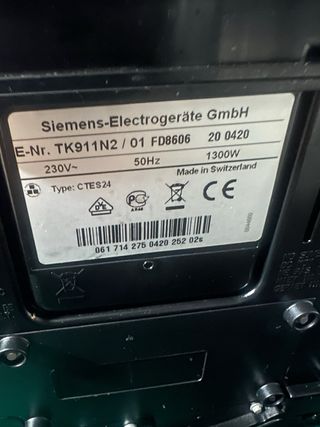 Siemens-Electrogeräte GmbH
E-Nr. TK911N2 / 01 FD8606 20 0420
230V~ 50Hz 1300W
Made in Switzerland
Type: CTES24
CE
061 714 275 0420 252 02s